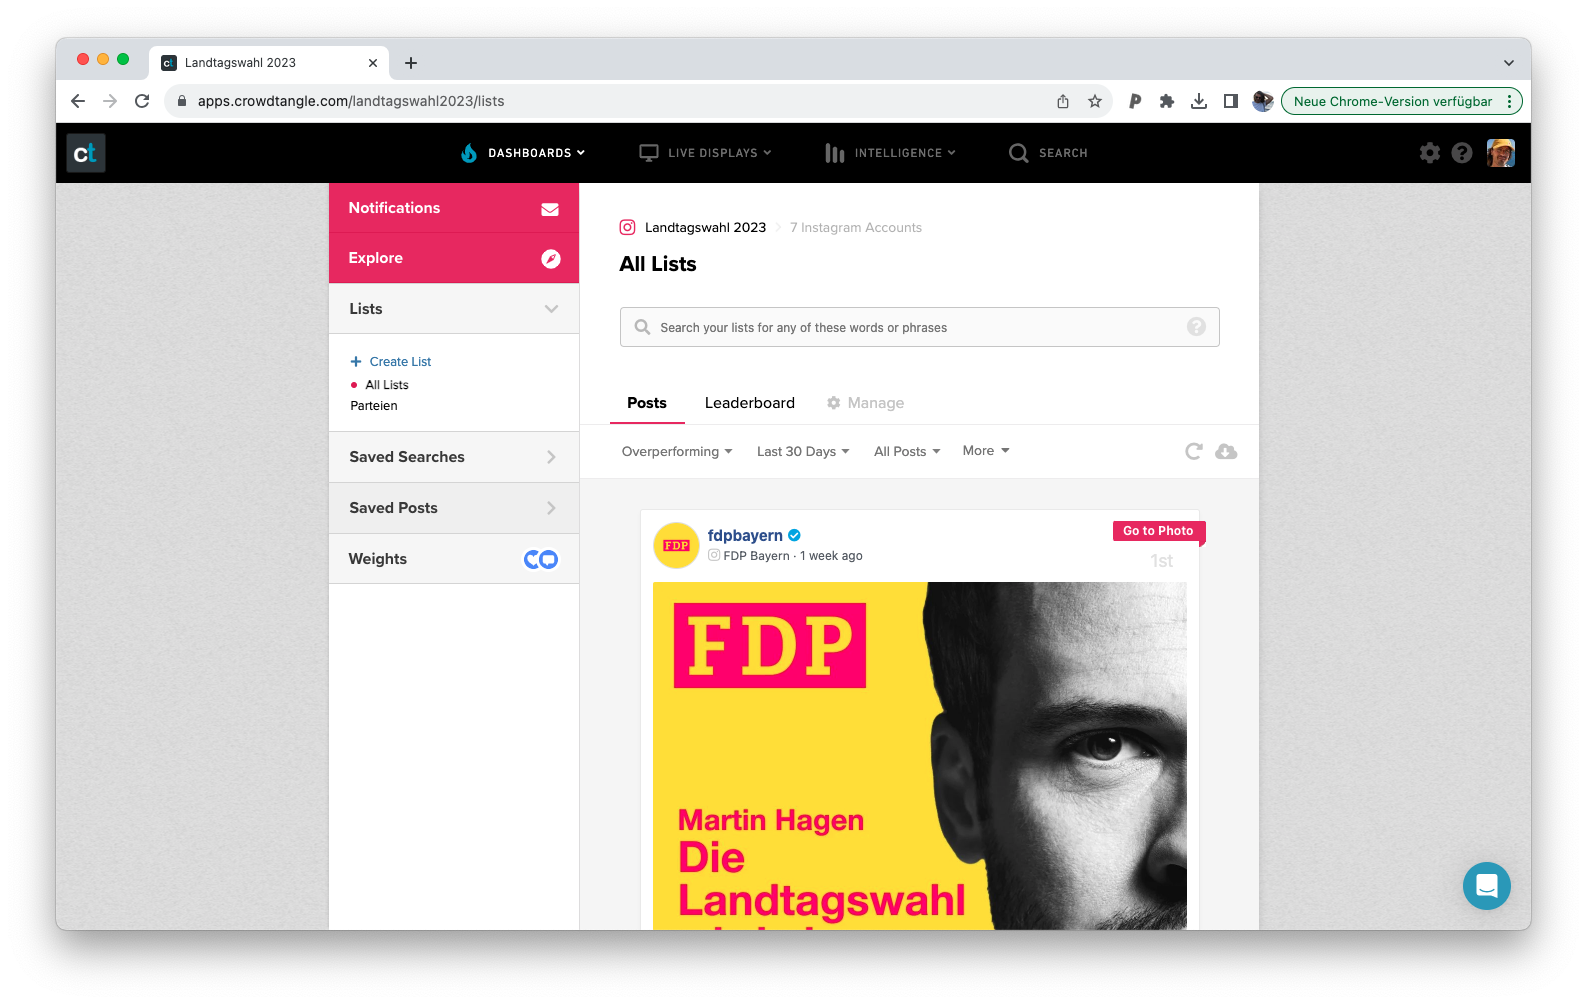 ct Landtagswahl 2023
apps.crowdtangle.com/landtagswahl2023/lists
Neue Chrome-Version verfügbar
ct
DASHBOARDS
LIVE DISPLAYS
INTELLIGENCE
SEARCH
Notifications
Explore
Lists
Create List
All Lists
Parteien
Saved Searches
Saved Posts
Weights
Landtagswahl 2023
7 Instagram Accounts
All Lists
Search your lists for any of these words or phrases
Posts
Leaderboard
Manage
Overperforming
Last 30 Days
All Posts
More
FDP
fdpbayern
FDP Bayern · 1 week ago
Go to Photo
1st
FDP
Martin Hagen
Die
Landtagswahl